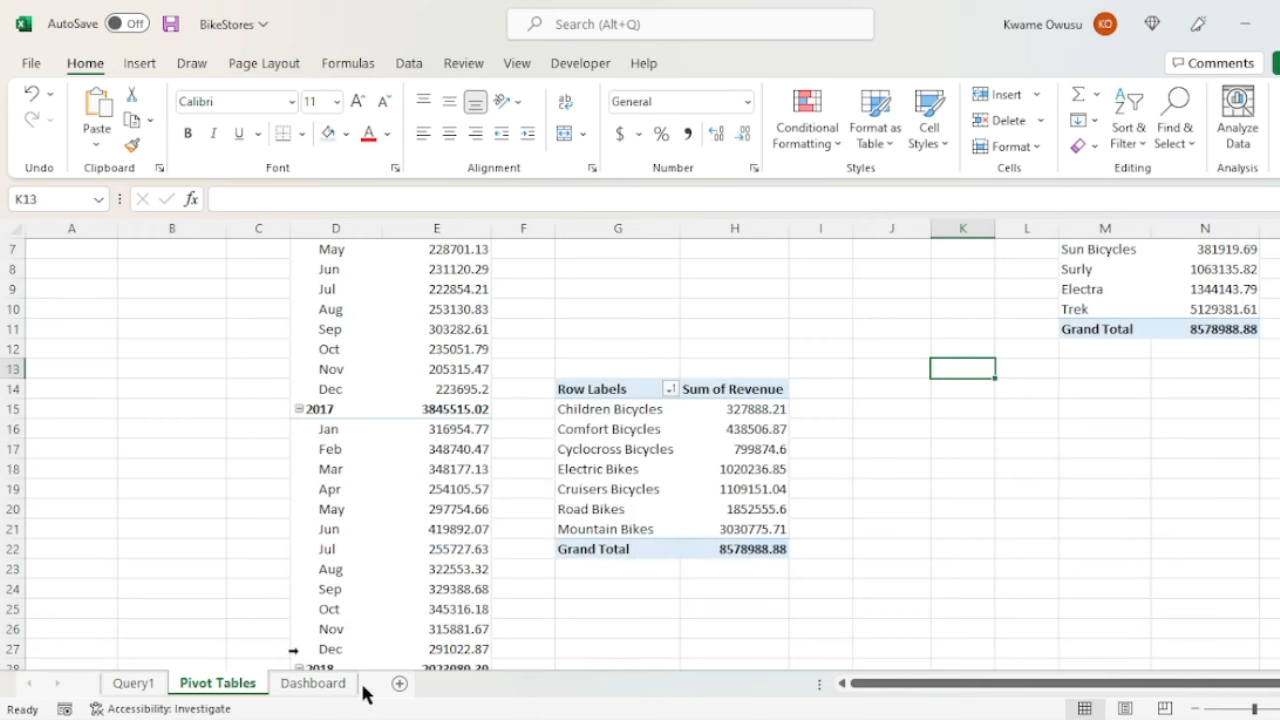 AutoSave Off BikeStores Search (Alt+Q) Kwame Owusu KO
File Home Insert Draw Page Layout Formulas Data Review View Developer Help Comments
Calibri 11 General Insert
Paste Conditional Formatting Format as Table Cell Styles Delete Sort & Filter Find & Select Analyze Data
B I U $ % Format
Undo Clipboard Font Alignment Number Styles Cells Editing Analysis
K13 fx
A B C D E F G H I J K L M N
7 May 228701.13 Sun Bicycles 381919.69
8 Jun 231120.29 Surly 1063135.82
9 Jul 222854.21 Electra 1344143.79
10 Aug 253130.83 Trek 5129381.61
11 Sep 303282.61 Grand Total 8578988.88
12 Oct 235051.79
13 Nov 205315.47
14 Dec 223695.2 Row Labels Sum of Revenue
15 2017 3845515.02 Children Bicycles 327888.21
16 Jan 316954.77 Comfort Bicycles 438506.87
17 Feb 348740.47 Cyclocross Bicycles 799874.6
18 Mar 348177.13 Electric Bikes 1020236.85
19 Apr 254105.57 Cruisers Bicycles 1109151.04
20 May 297754.66 Road Bikes 1852555.6
21 Jun 419892.07 Mountain Bikes 3030775.71
22 Jul 255727.63 Grand Total 8578988.88
23 Aug 322553.32
24 Sep 329388.68
25 Oct 345316.18
26 Nov 315881.67
27 Dec 291022.87
28 2018
Query1 Pivot Tables Dashboard
Ready Accessibility: Investigate